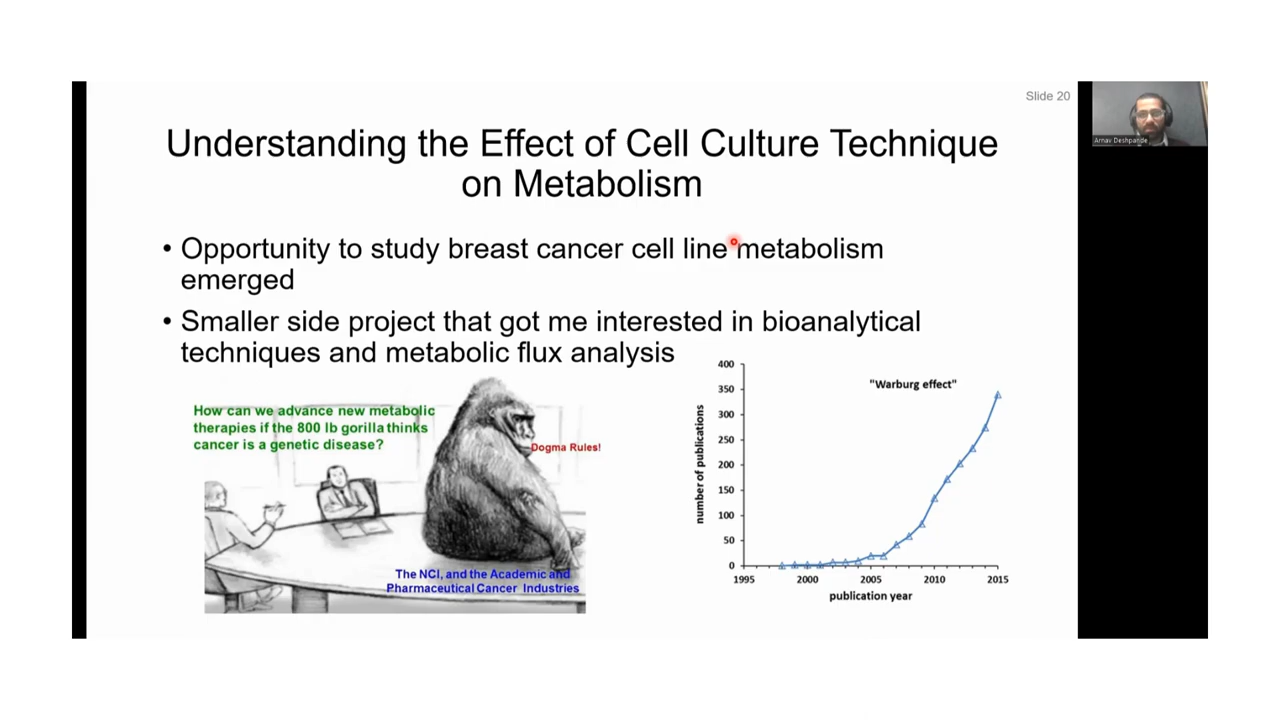 Slide 20
Arnav Deshpande
Understanding the Effect of Cell Culture Technique
on Metabolism
• Opportunity to study breast cancer cell line metabolism
emerged
• Smaller side project that got me interested in bioanalytical
techniques and metabolic flux analysis
How can we advance new metabolic
therapies if the 800 lb gorilla thinks
cancer is a genetic disease?
Dogma Rules!
The NCI, and the Academic and
Pharmaceutical Cancer Industries
"Warburg effect"
number of publications
400
350
300
250
200
150
100
50
0
1995 2000 2005 2010 2015
publication year